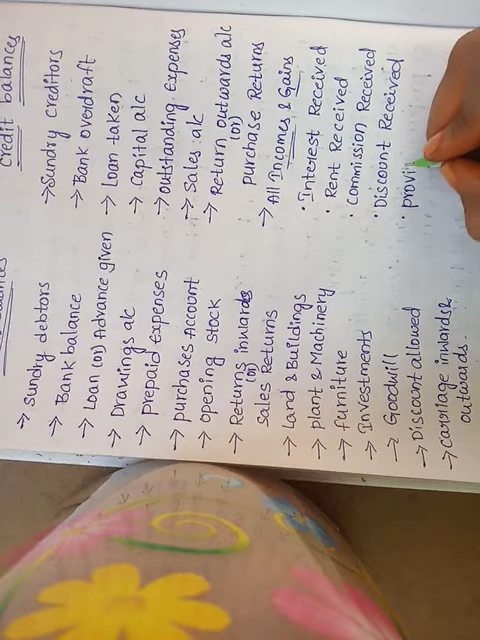 balances
→ Sundry debtors
→ Bank balance
→ Loan (or) Advance given
→ Drawings a/c
→ Prepaid expenses
→ purchases Account
→ opening stock
→ Returns inwards
(or)
Sales Returns
→ Land & Buildings
→ plant & Machinery
→ furniture
→ Investments
→ Goodwill
→ Discount allowed
→ carriage inwards &
outwards.
Credit balances
→ Sundry creditors
→ Bank overdraft
→ Loan taken
→ Capital a/c
→ Outstanding Expenses
→ Sales a/c
→ Return outwards a/c
(or)
purchase Returns
→ All Incomes & Gains
• Interest Received
• Rent Received
• Commission Received
• Discount Received
• provi